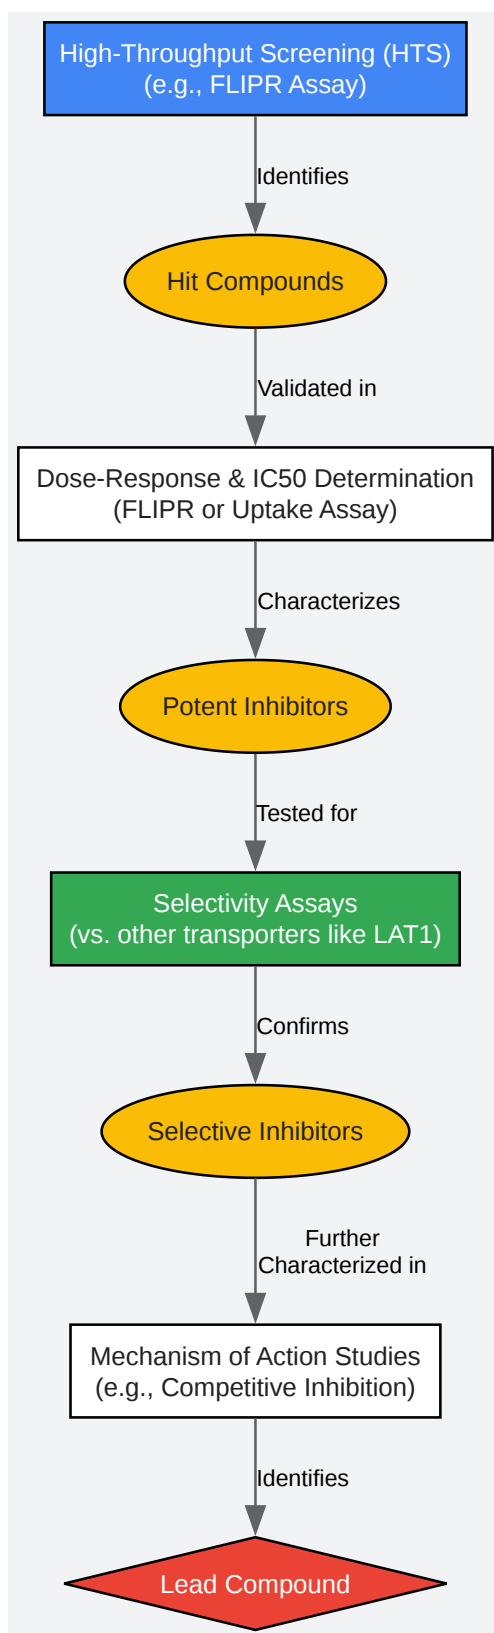 High-Throughput Screening (HTS)
(e.g., FLIPR Assay)
Identifies
Hit Compounds
Validated in
Dose-Response & IC50 Determination
(FLIPR or Uptake Assay)
Characterizes
Potent Inhibitors
Tested for
Selectivity Assays
(vs. other transporters like LAT1)
Confirms
Selective Inhibitors
Further
Characterized in
Mechanism of Action Studies
(e.g., Competitive Inhibition)
Identifies
Lead Compound